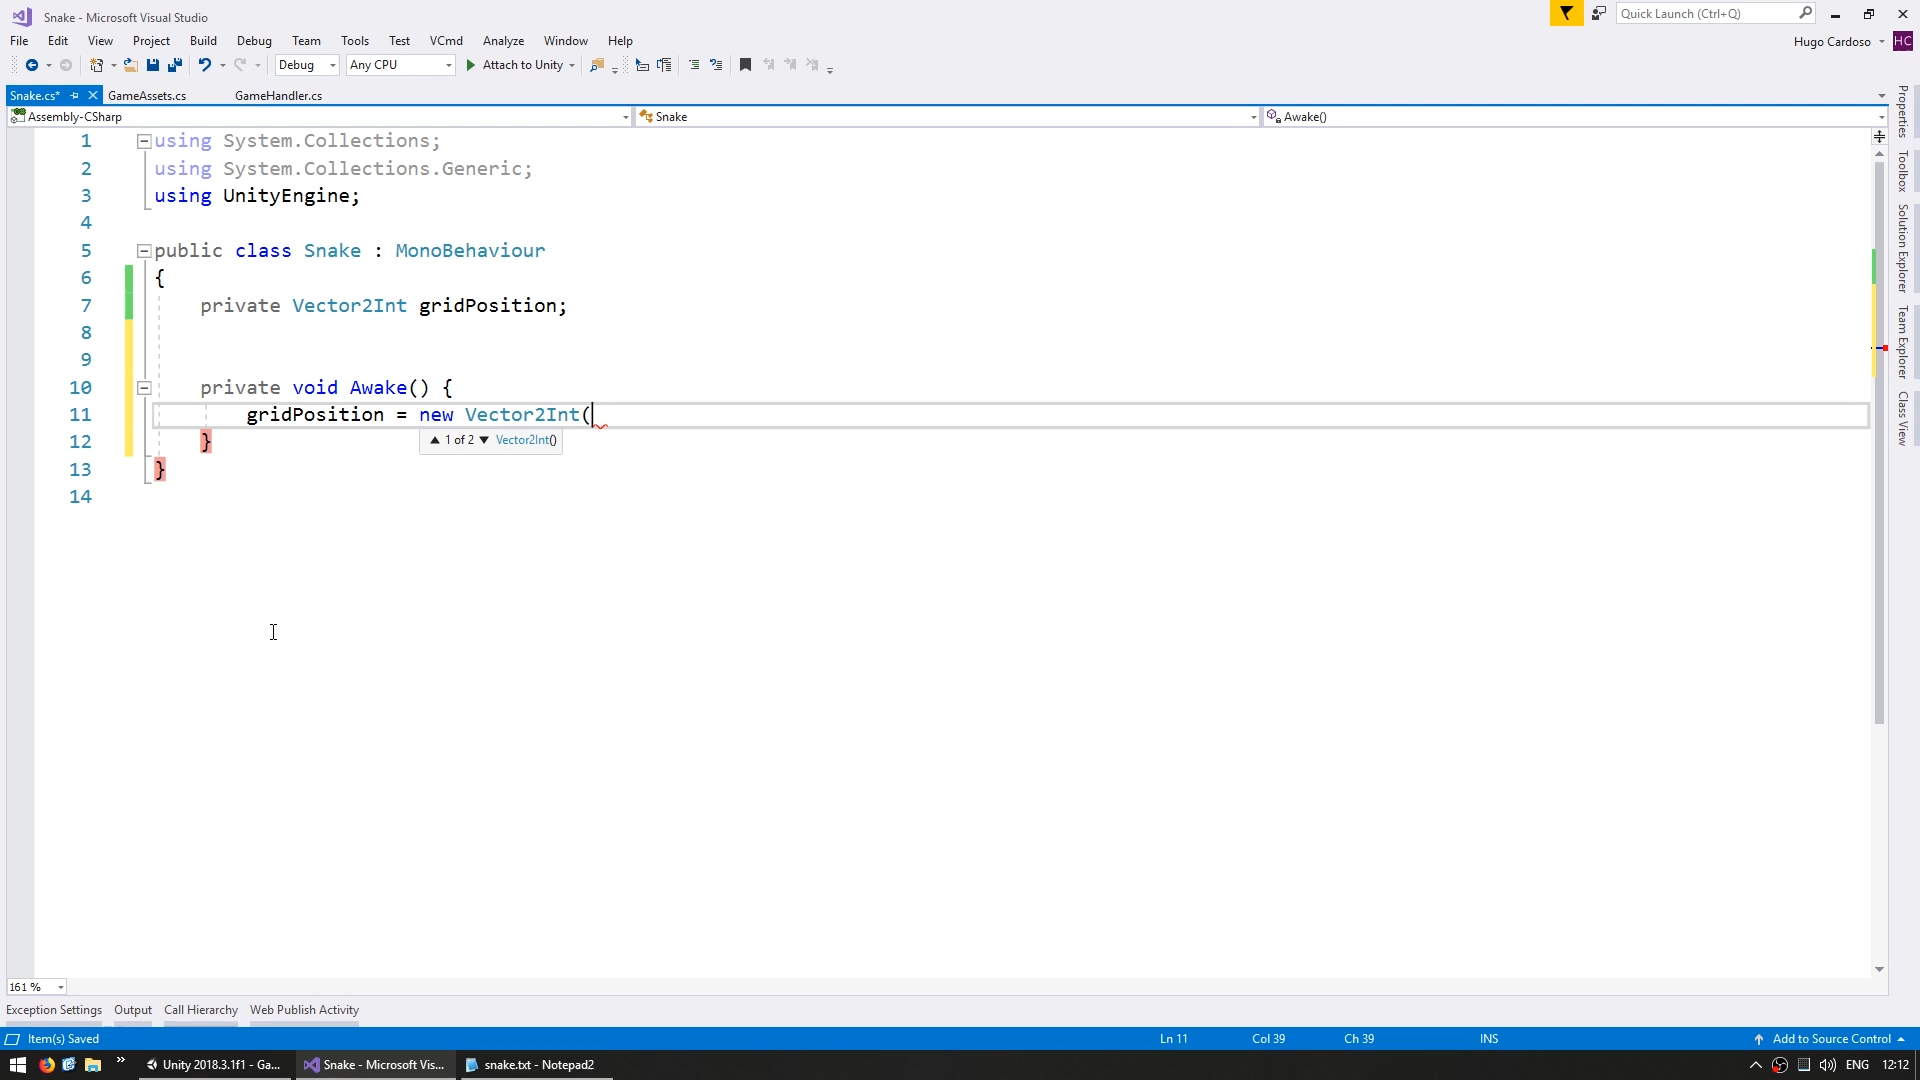 Snake - Microsoft Visual Studio
Quick Launch (Ctrl+Q)
File Edit View Project Build Debug Team Tools Test VCmd Analyze Window Help
Hugo Cardoso HC
Debug Any CPU Attach to Unity
Snake.cs* GameAssets.cs GameHandler.cs
Assembly-CSharp Snake Awake()
1 using System.Collections;
2 using System.Collections.Generic;
3 using UnityEngine;
4
5 public class Snake : MonoBehaviour
6 {
7 private Vector2Int gridPosition;
8
9
10 private void Awake() {
11 gridPosition = new Vector2Int(
12 }
▲ 1 of 2 ▼ Vector2Int()
13 }
14
Properties
Toolbox
Solution Explorer
Team Explorer
Class View
161 %
Exception Settings Output Call Hierarchy Web Publish Activity
Item(s) Saved Ln 11 Col 39 Ch 39 INS Add to Source Control
Unity 2018.3.1f1 - Ga... Snake - Microsoft Vis... snake.txt - Notepad2 ENG 12:12